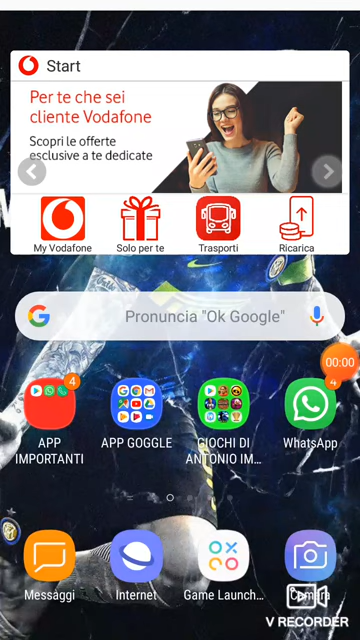 Start
Per te che sei
cliente Vodafone
Scopri le offerte
esclusive a te dedicate
My Vodafone
Solo per te
Trasporti
Ricarica
Pronuncia "Ok Google"
00:00
4
4
APP
IMPORTANTI
APP GOGGLE
GIOCHI DI
ANTONIO IM...
WhatsApp
Messaggi
Internet
Game Launch...
Camera
V RECORDER